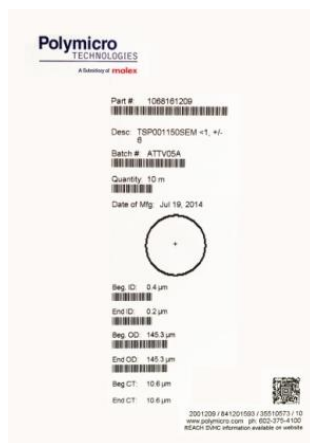 Polymicro
TECHNOLOGIES
A Subsidiary of molex
Part #: 1068161209
Desc: TSP001150SEM <1, +/-
6
Batch #: ATTV05A
Quantity: 10 m
Date of Mfg: Jul 19, 2014
Beg. ID: 0.4 µm
End ID: 0.2 µm
Beg. OD: 145.3 µm
End OD: 145.3 µm
Beg CT: 10.6 µm
End CT: 10.6 µm
2001209 / 641201593 / 35510573 / 10
www.polymicro.com ph: 602-375-4100
REACH SVHC information available on website